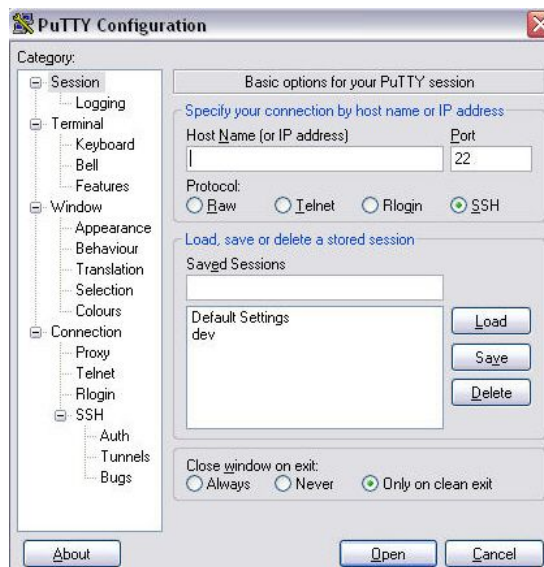 PuTTY Configuration
Category:
Session
Logging
Terminal
Keyboard
Bell
Features
Window
Appearance
Behaviour
Translation
Selection
Colours
Connection
Proxy
Telnet
Rlogin
SSH
Auth
Tunnels
Bugs
Basic options for your PuTTY session
Specify your connection by host name or IP address
Host Name (or IP address) Port
22
Protocol:
Raw Telnet Rlogin SSH
Load, save or delete a stored session
Saved Sessions
Default Settings
dev
Load
Save
Delete
Close window on exit:
Always Never Only on clean exit
About Open Cancel